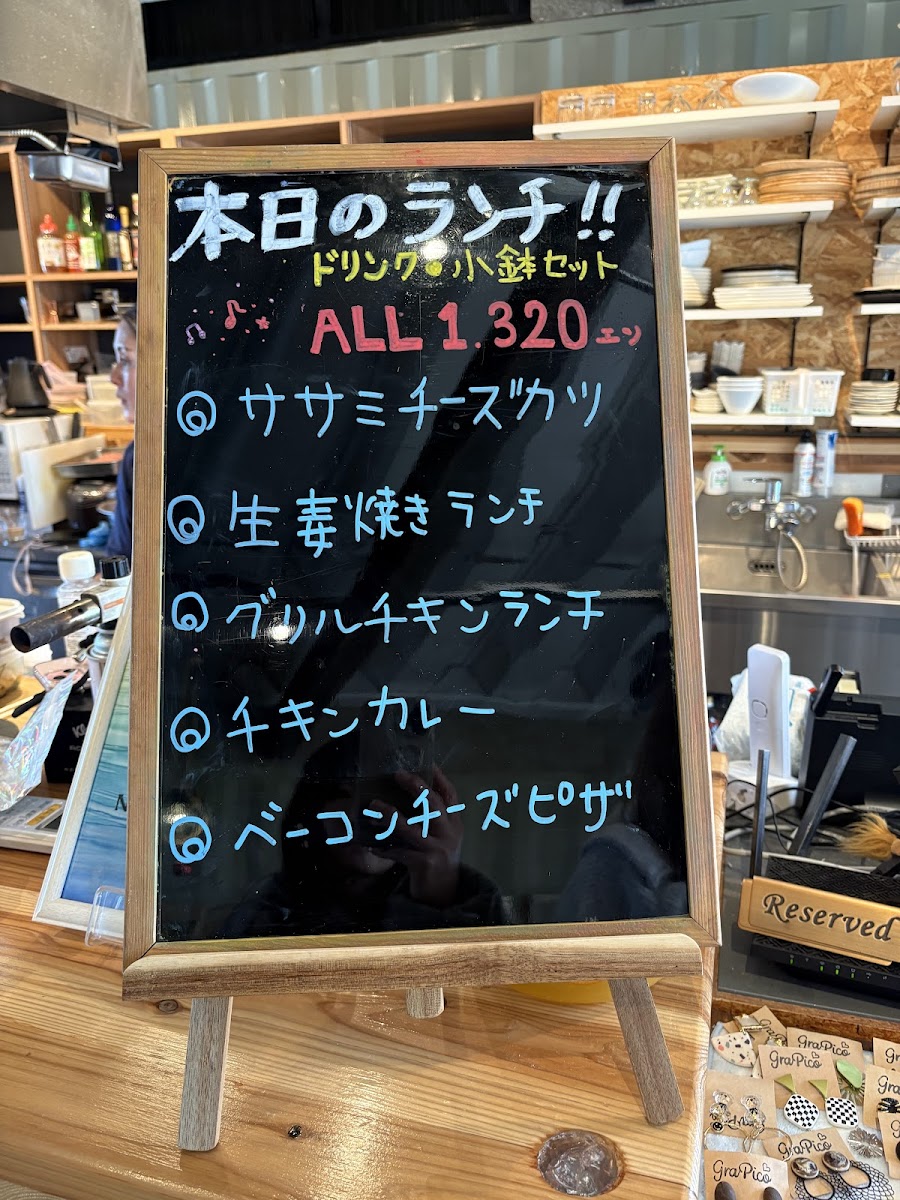 本日のランチ!!
ドリンク・小鉢セット
ALL 1.320エン
◎ササミチーズカツ
◎生毒焼きランチ
◎グリルチキンランチ
◎チキンカレー
◎ベーコンチーズピザ
Reserved
GraPico
GraPico
GraPico
GraPico